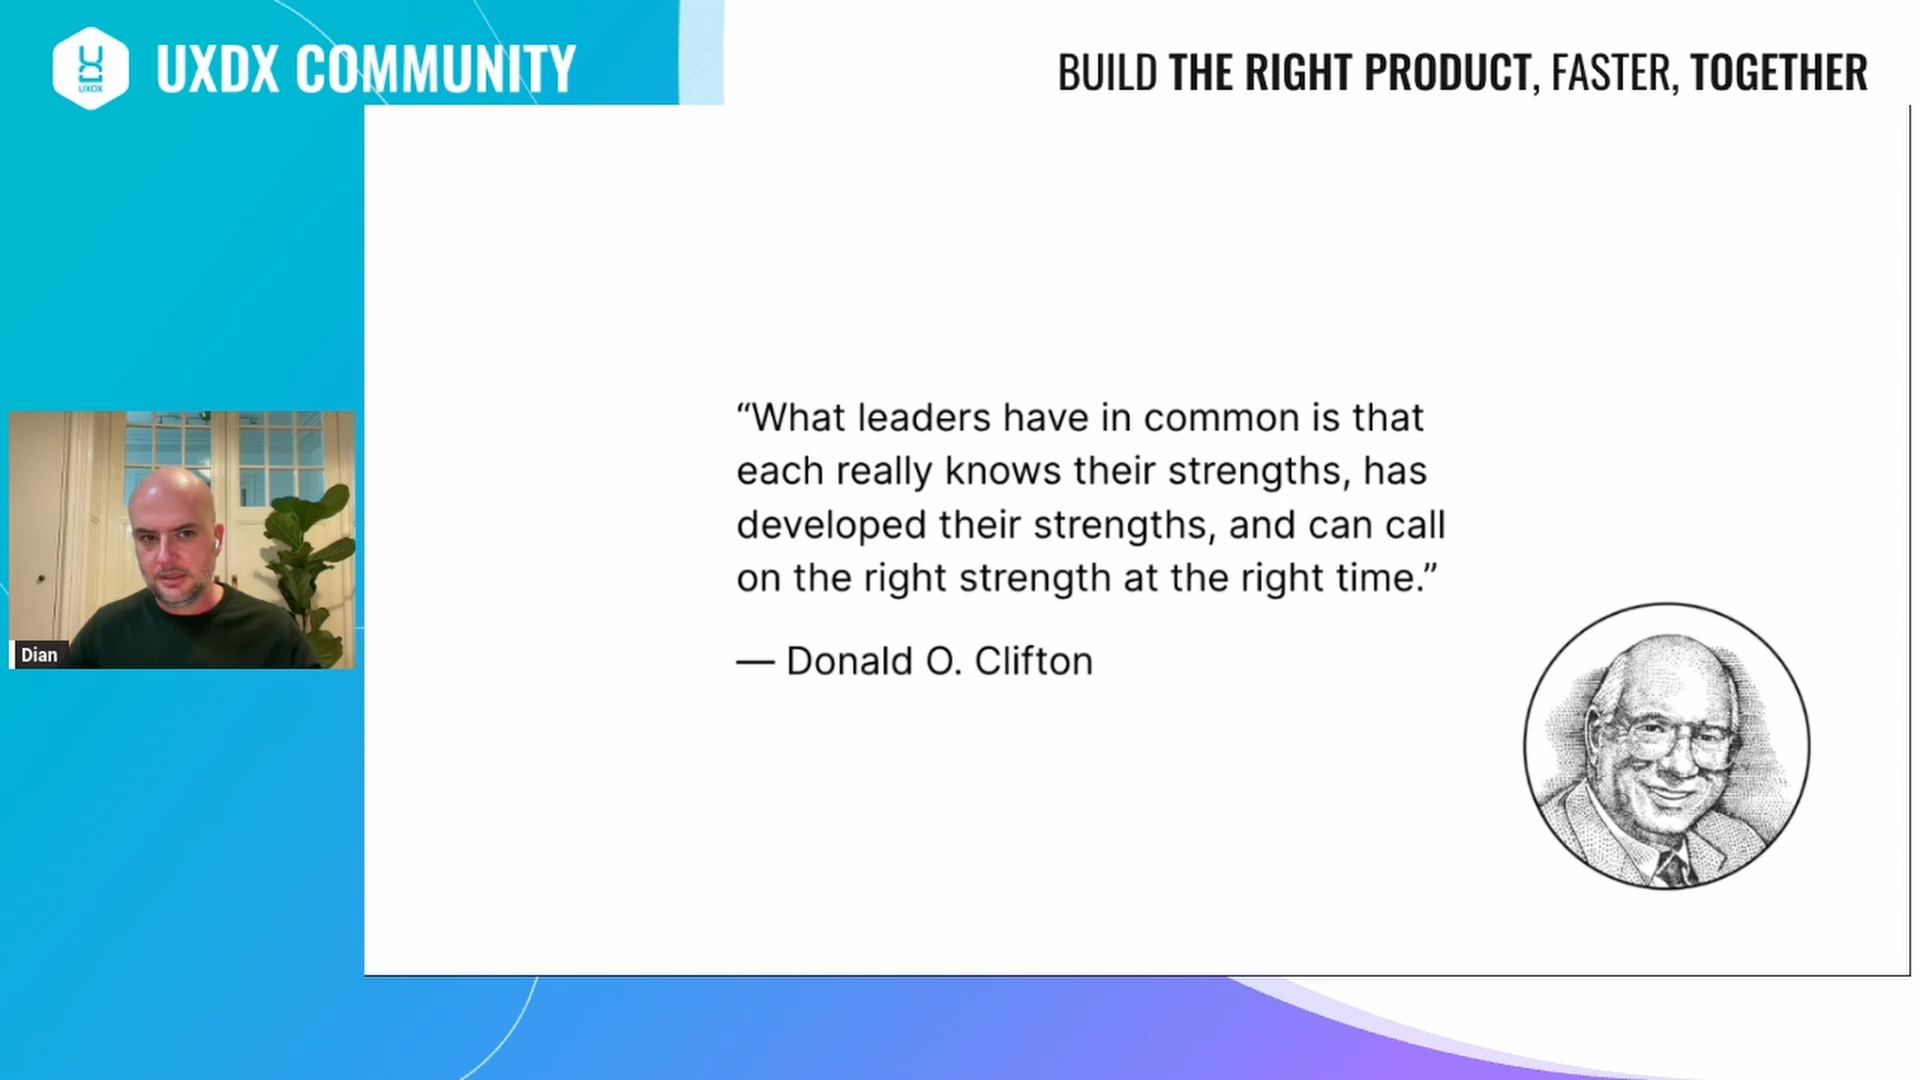 UXDX
UXDX COMMUNITY
BUILD THE RIGHT PRODUCT, FASTER, TOGETHER
“What leaders have in common is that
each really knows their strengths, has
developed their strengths, and can call
on the right strength at the right time.”
— Donald O. Clifton
Dian